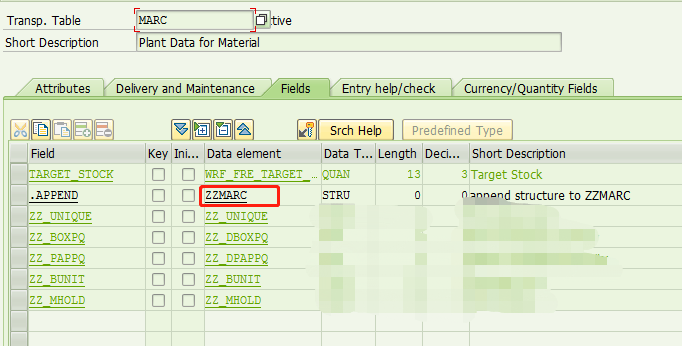 Transp. Table MARC tive
Short Description Plant Data for Material
Attributes Delivery and Maintenance Fields Entry help/check Currency/Quantity Fields
Srch Help Predefined Type
Field Key Ini... Data element Data T... Length Deci... Short Description
TARGET_STOCK WRF_FRE_TARGET_... QUAN 13 3 Target Stock
.APPEND ZZMARC STRU 0 0 append structure to ZZMARC
ZZ_UNIQUE ZZ_UNIQUE
ZZ_BOXPQ ZZ_DBOXPQ
ZZ_PAPPQ ZZ_DPAPPQ
ZZ_BUNIT ZZ_BUNIT
ZZ_MHOLD ZZ_MHOLD